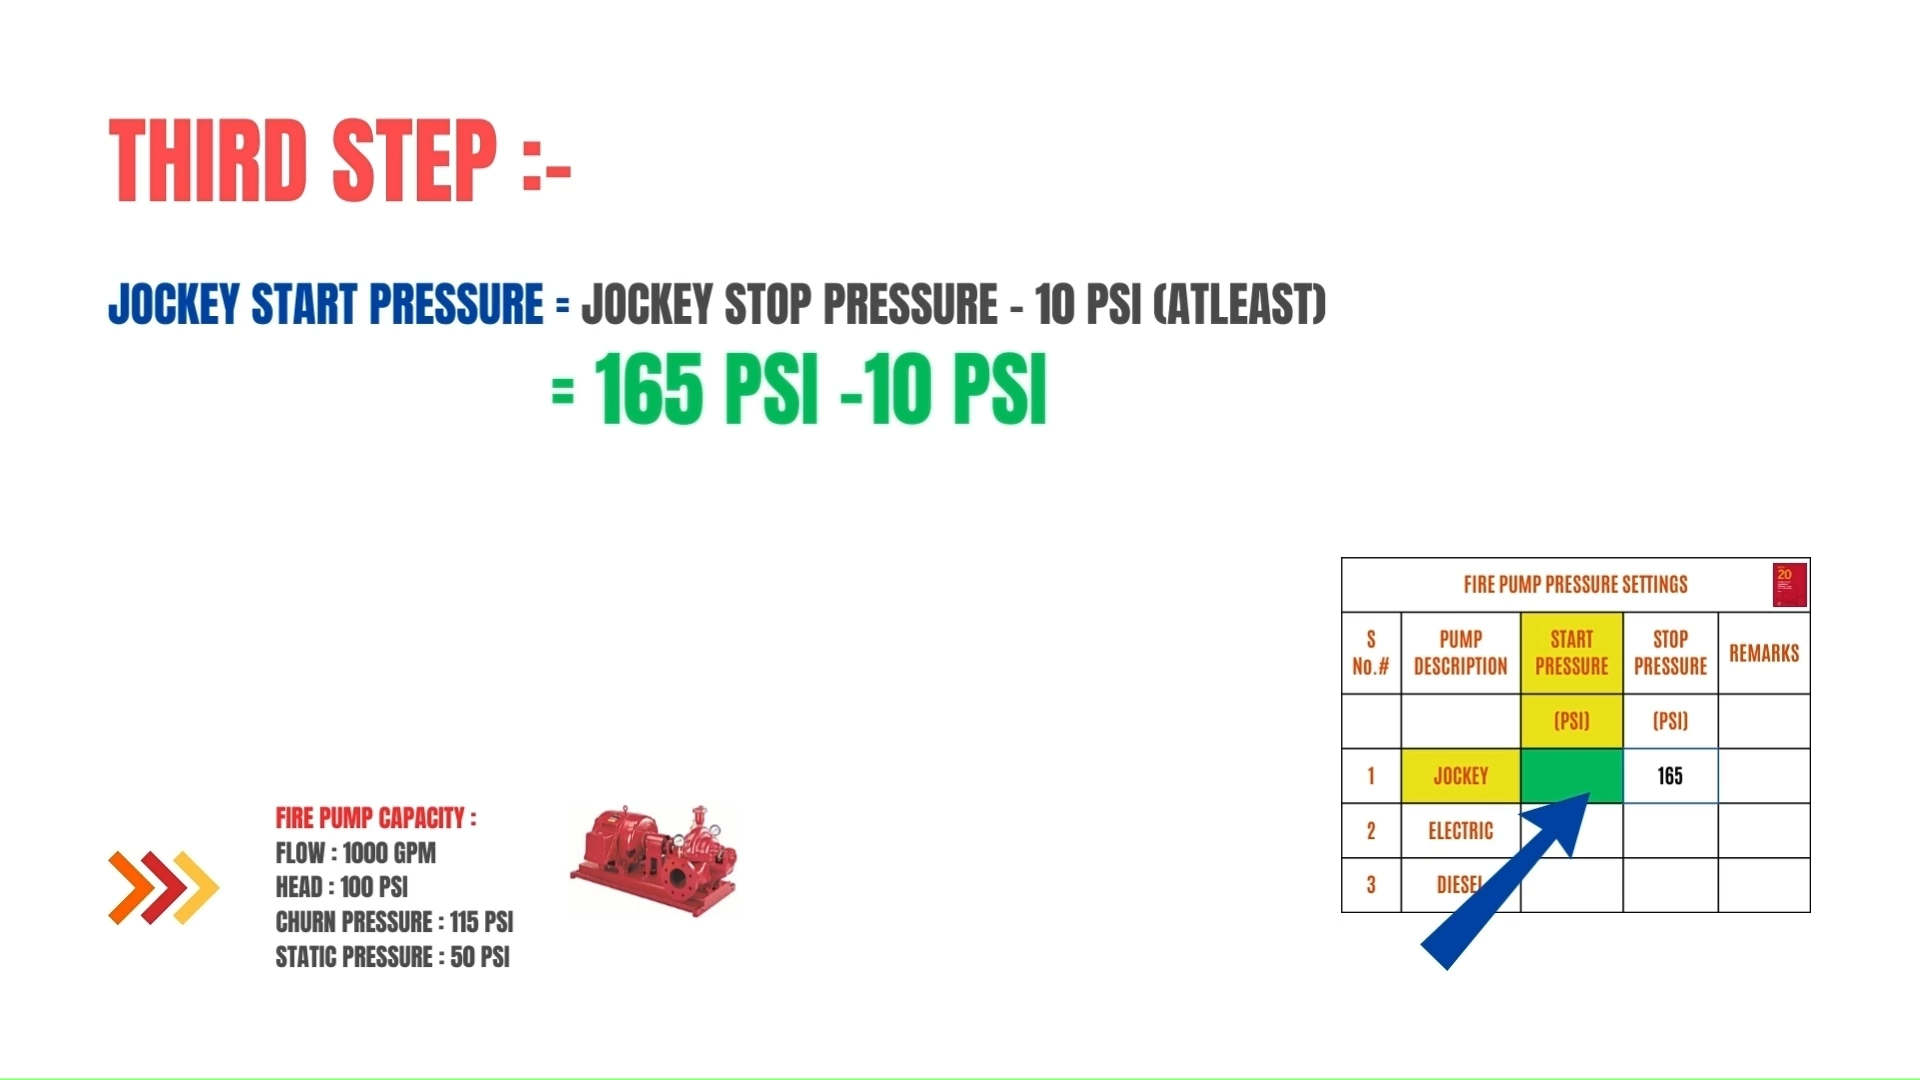 THIRD STEP :-
JOCKEY START PRESSURE = JOCKEY STOP PRESSURE - 10 PSI (ATLEAST)
= 165 PSI -10 PSI
FIRE PUMP PRESSURE SETTINGS
20
S No.# PUMP DESCRIPTION START PRESSURE STOP PRESSURE REMARKS
(PSI) (PSI)
1 JOCKEY 165
2 ELECTRIC
3 DIESEL
FIRE PUMP CAPACITY :
FLOW : 1000 GPM
HEAD : 100 PSI
CHURN PRESSURE : 115 PSI
STATIC PRESSURE : 50 PSI